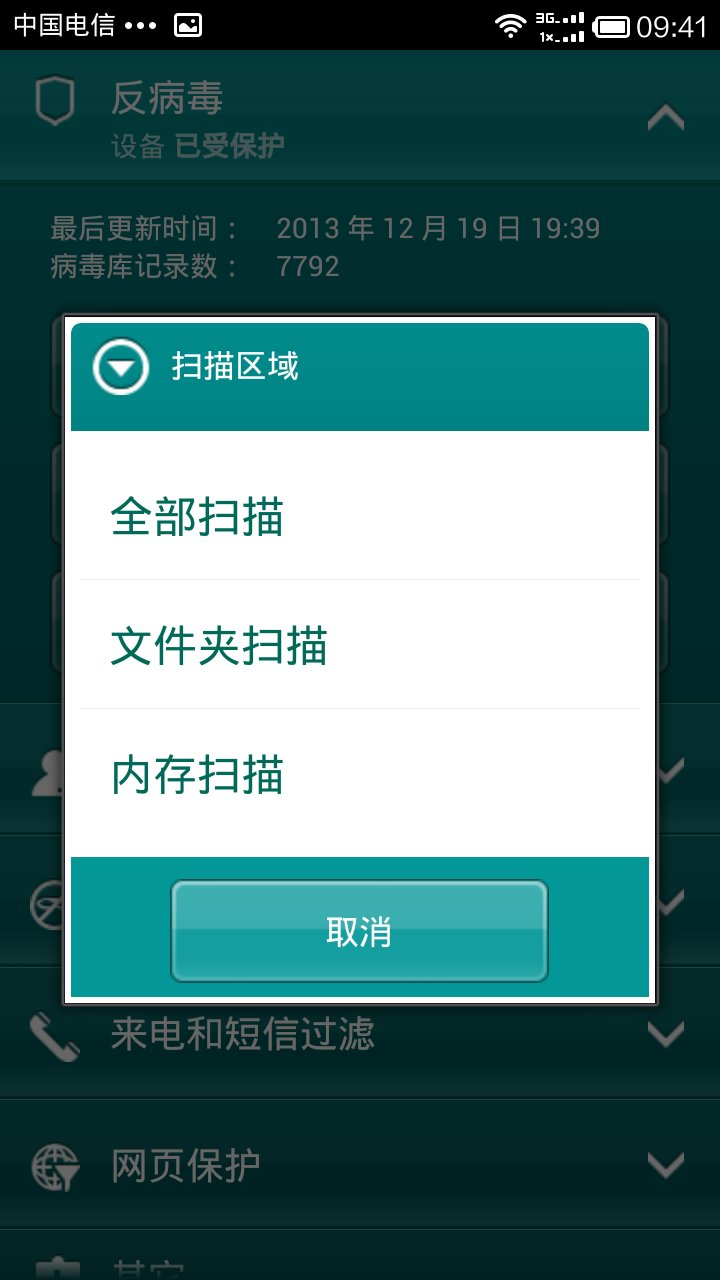 中国电信 ••• 3G 1× 09:41
反病毒
设备 已受保护
最后更新时间： 2013 年 12 月 19 日 19:39
病毒库记录数： 7792
扫描区域
全部扫描
文件夹扫描
内存扫描
取消
来电和短信过滤
网页保护
其它